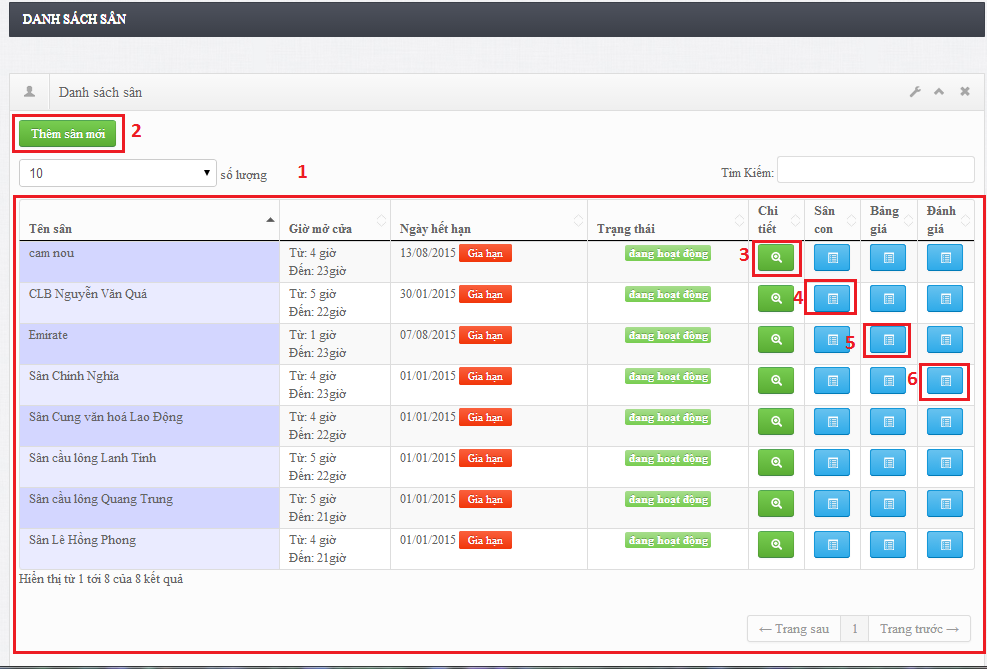 DANH SÁCH SÂN
Danh sách sân
Thêm sân mới 2
10 số lượng 1 Tìm Kiếm:
Tên sân Giờ mở cửa Ngày hết hạn Trạng thái Chi tiết Sân con Bảng giá Đánh giá
cam nou Từ: 4 giờ 13/08/2015 Gia hạn đang hoạt động 3
Đến: 23giờ
CLB Nguyễn Văn Quá Từ: 5 giờ 30/01/2015 Gia hạn đang hoạt động 4
Đến: 22giờ
Emirate Từ: 1 giờ 07/08/2015 Gia hạn đang hoạt động 5
Đến: 23giờ
Sân Chính Nghĩa Từ: 4 giờ 01/01/2015 Gia hạn đang hoạt động 6
Đến: 23giờ
Sân Cung văn hoá Lao Động Từ: 4 giờ 01/01/2015 Gia hạn đang hoạt động
Đến: 22giờ
Sân cầu lông Lanh Tính Từ: 5 giờ 01/01/2015 Gia hạn đang hoạt động
Đến: 22giờ
Sân cầu lông Quang Trung Từ: 5 giờ 01/01/2015 Gia hạn đang hoạt động
Đến: 21giờ
Sân Lê Hồng Phong Từ: 4 giờ 01/01/2015 Gia hạn đang hoạt động
Đến: 21giờ
Hiển thị từ 1 tới 8 của 8 kết quả
← Trang sau 1 Trang trước →